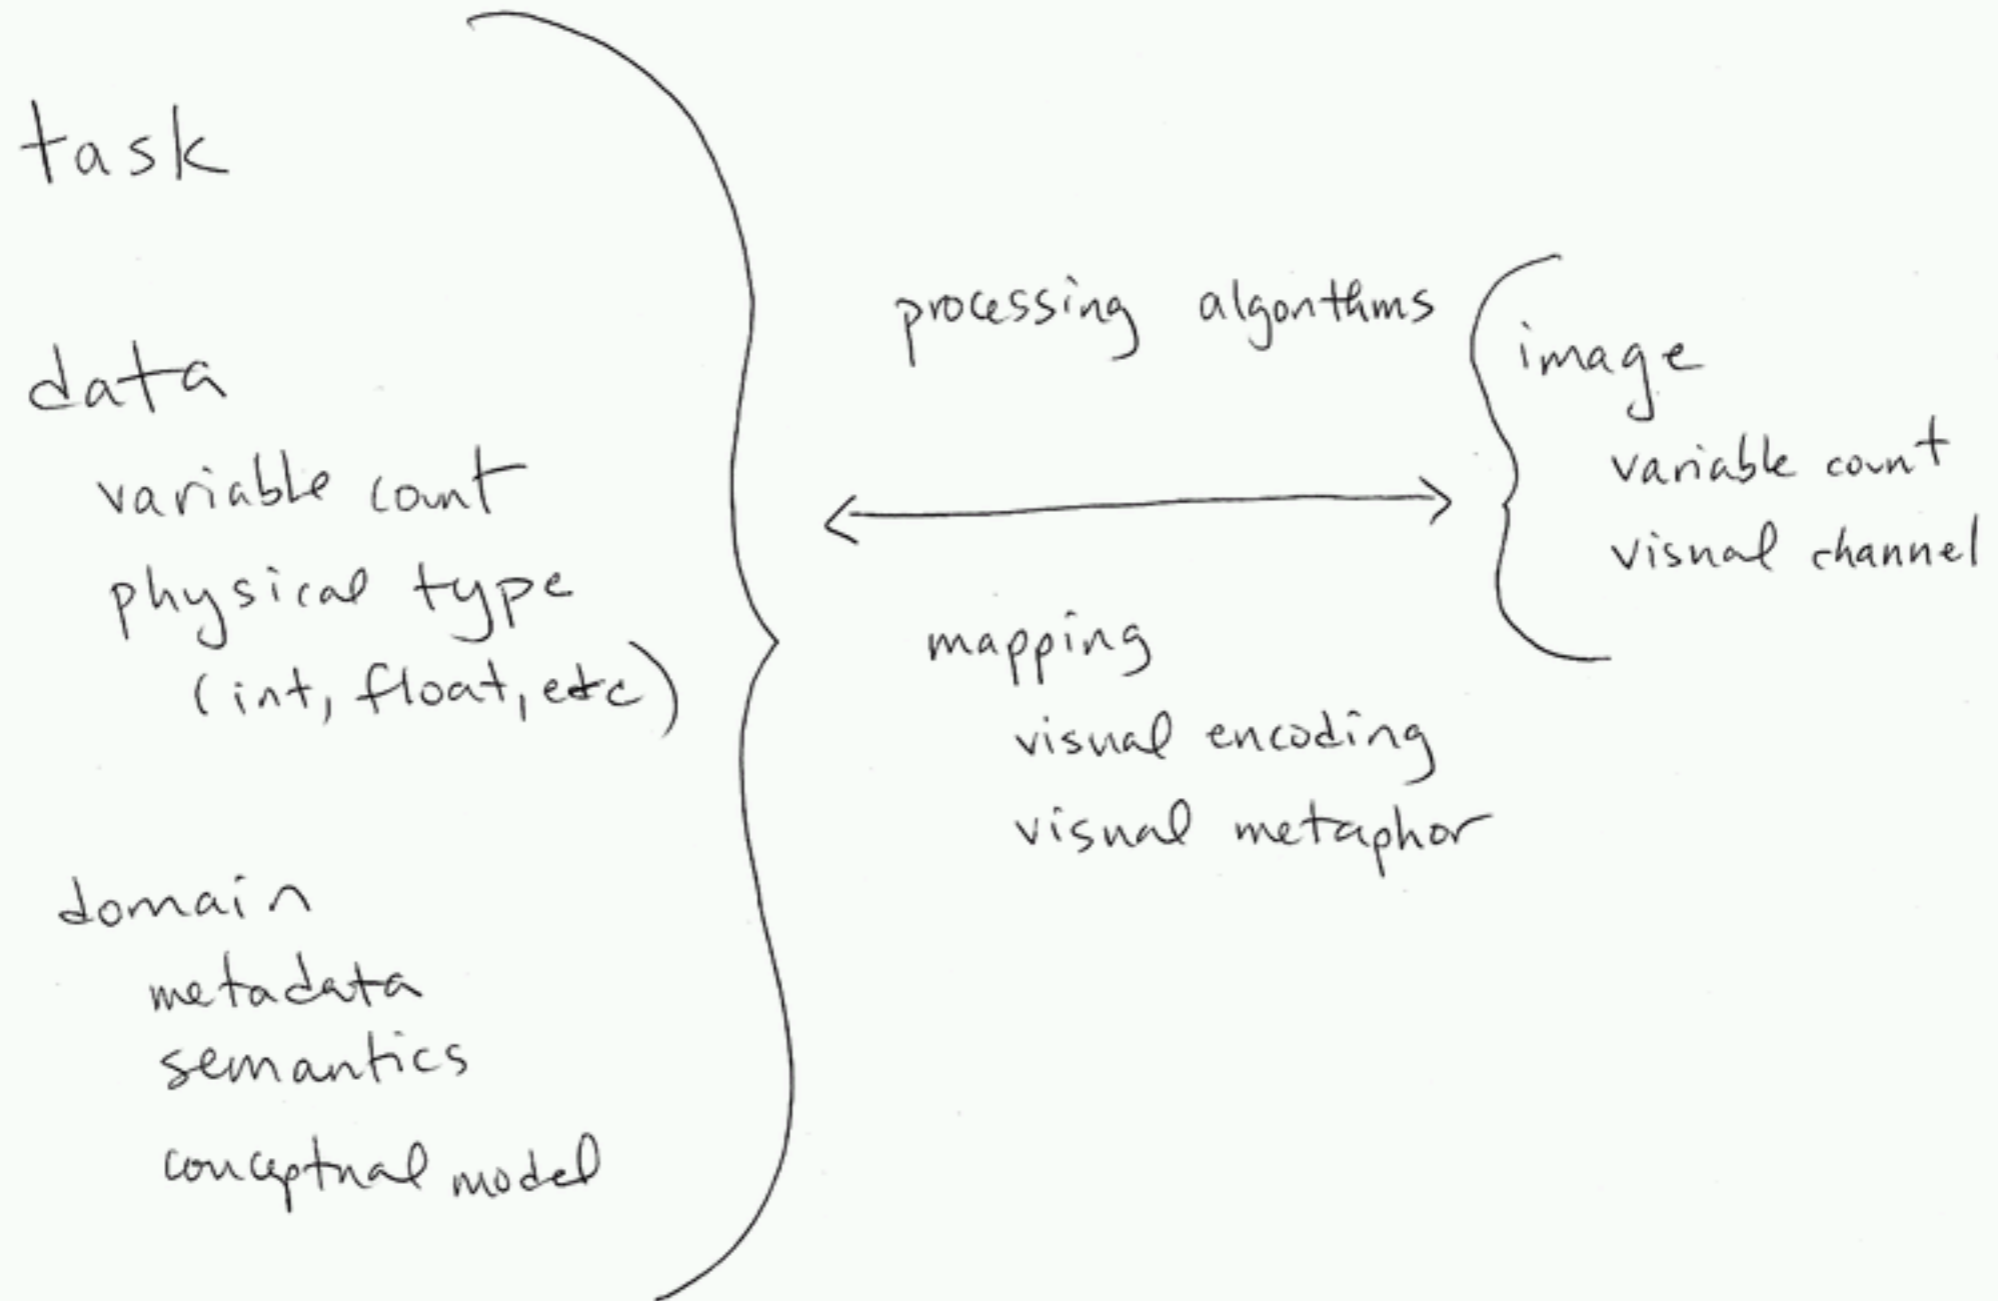 task
data
variable count
physical type
(int, float, etc)
domain
metadata
semantics
conceptual model
processing algorithms
mapping
visual encoding
visual metaphor
image
variable count
visual channel